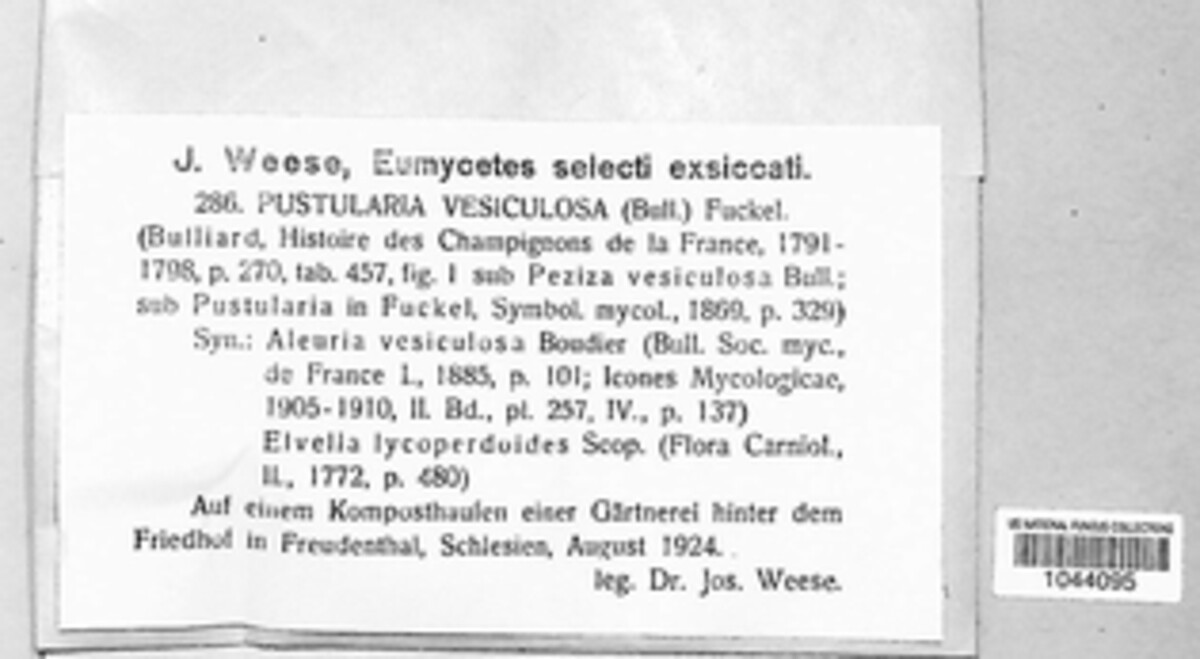 J. Weese, Eumycetes selecti exsiccati.
286. PUSTULARIA VESICULOSA (Bull.) Fuckel.
(Bulliard, Histoire des Champignons de la France, 1791-
1798, p. 270, tab. 457, fig. 1 sub Peziza vesiculosa Bull.;
sub Pustularia in Fuckel, Symbol. mycol., 1869, p. 329)
Syn.: Aleuria vesiculosa Boudier (Bull. Soc. myc.,
de France I., 1885, p. 101; Icones Mycologicae,
1905-1910, II. Bd., pl. 257, IV., p. 137)
Elvella lycoperdoides Scop. (Flora Carniol.,
II., 1772, p. 480)
Auf einem Komposthaufen einer Gärtnerei hinter dem
Friedhof in Freudenthal, Schlesien, August 1924.
leg. Dr. Jos. Weese.
US NATIONAL FUNGUS COLLECTIONS
1044095